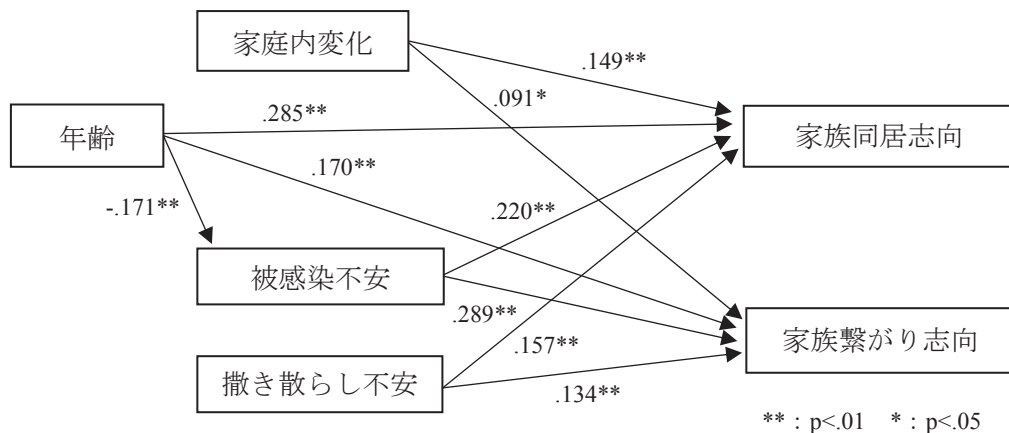 家庭内変化
.149**
.091*
年齢
.285**
家族同居志向
.170**
-.171**
.220**
被感染不安
.289**
家族繋がり志向
.157**
撒き散らし不安
.134**
**：p<.01 *：p<.05